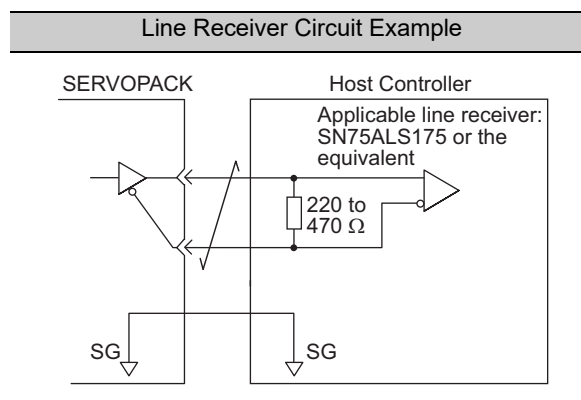 Line Receiver Circuit Example
SERVOPACK
Host Controller
Applicable line receiver:
SN75ALS175 or the
equivalent
220 to
470 Ω
SG
SG